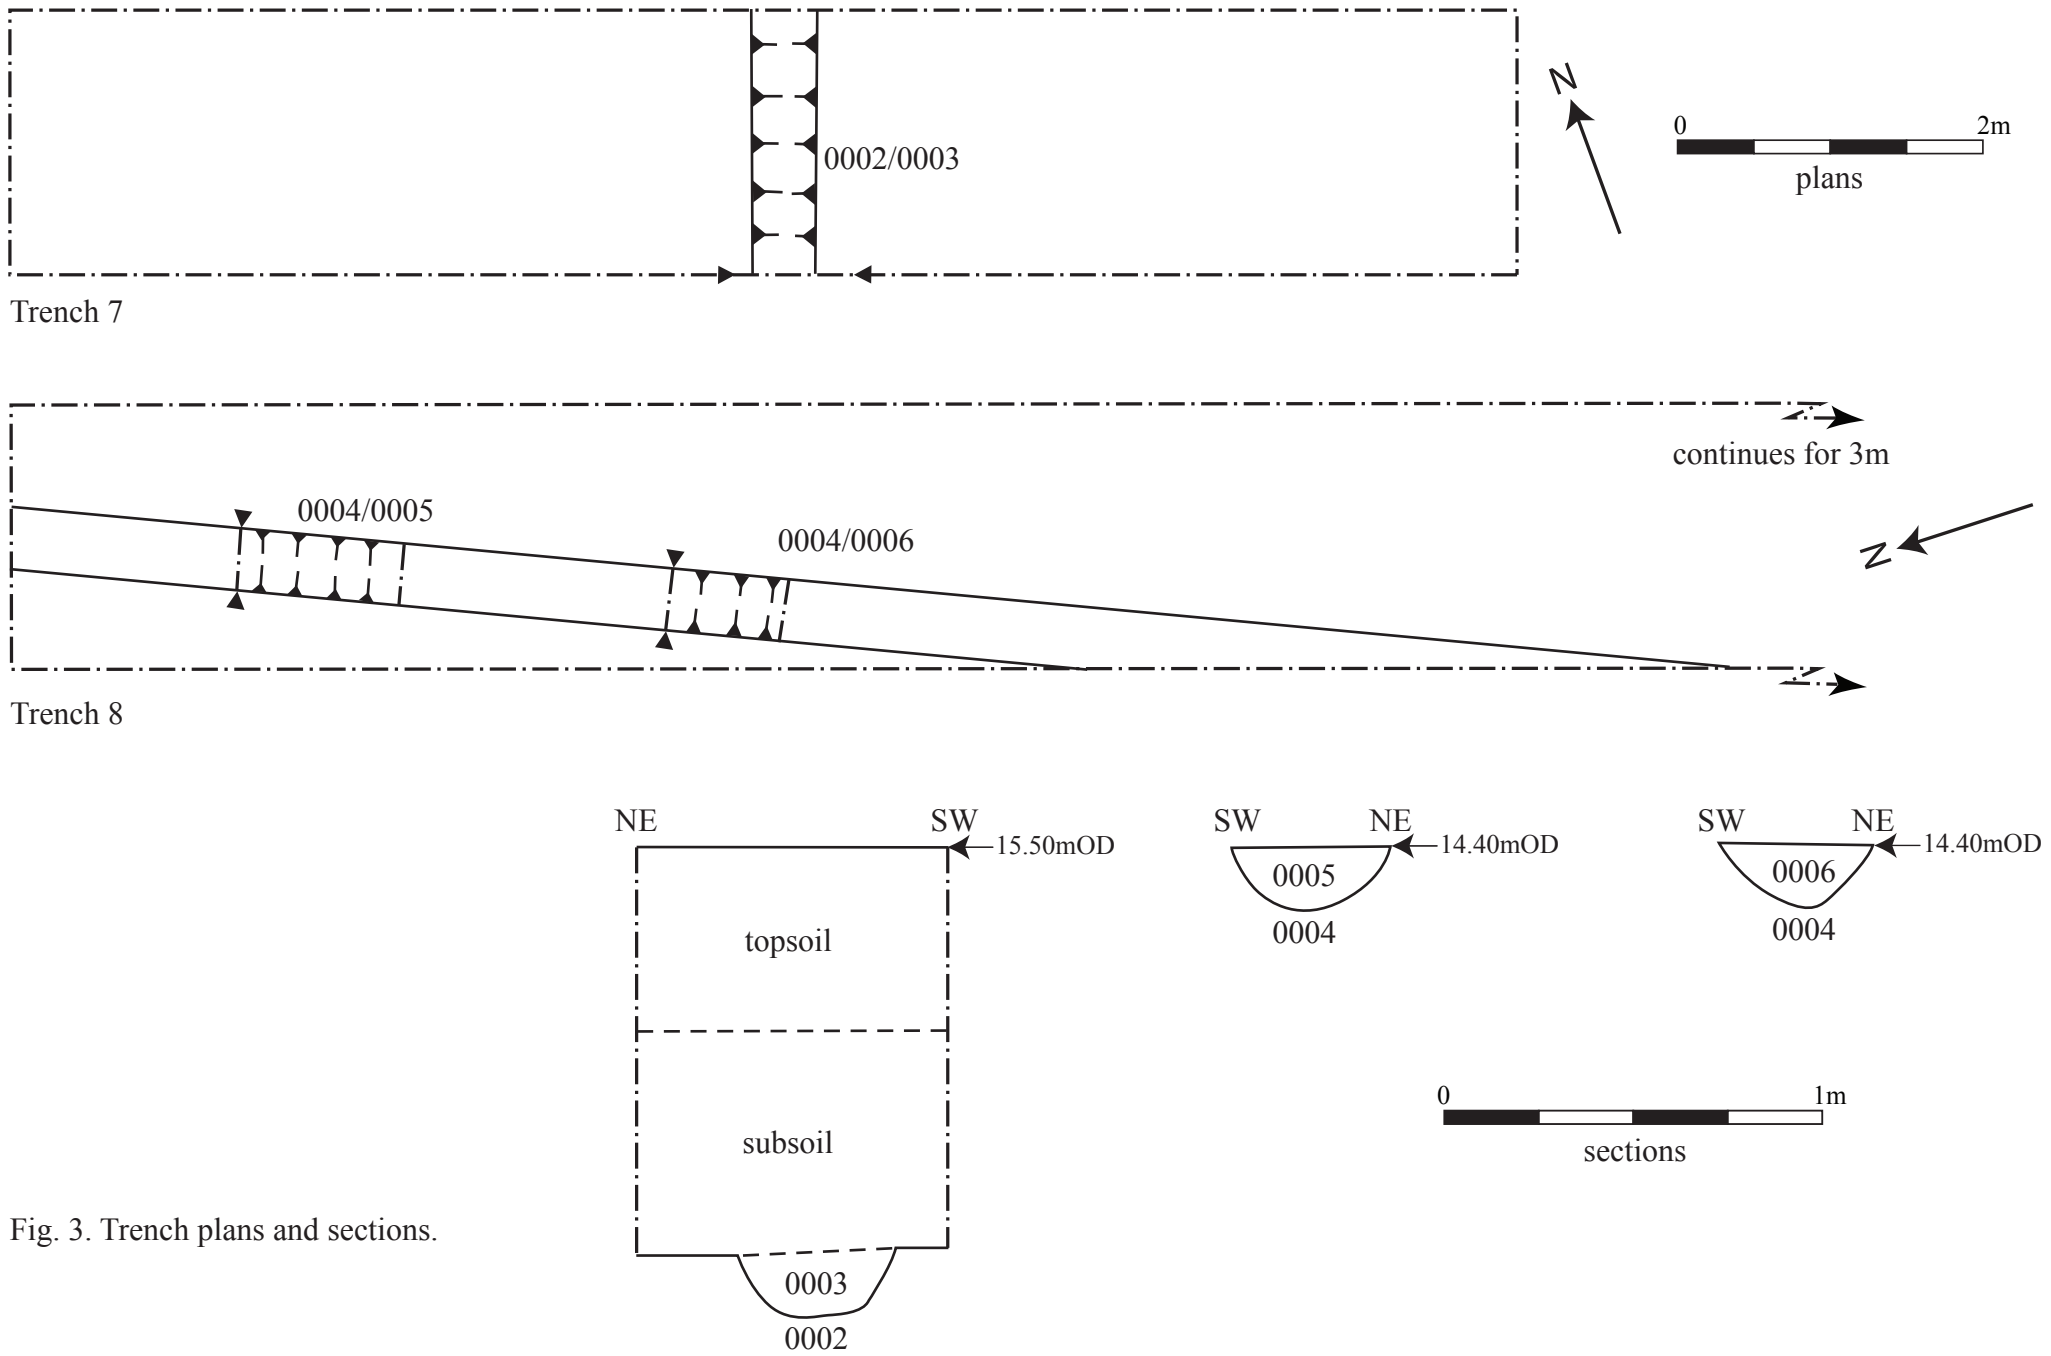 N
0 2m
plans
0002/0003
Trench 7
continues for 3m
0004/0005
0004/0006
N
Trench 8
NE SW
15.50mOD
topsoil
subsoil
0003
0002
SW NE
14.40mOD
0005
0004
SW NE
14.40mOD
0006
0004
0 1m
sections
Fig. 3. Trench plans and sections.